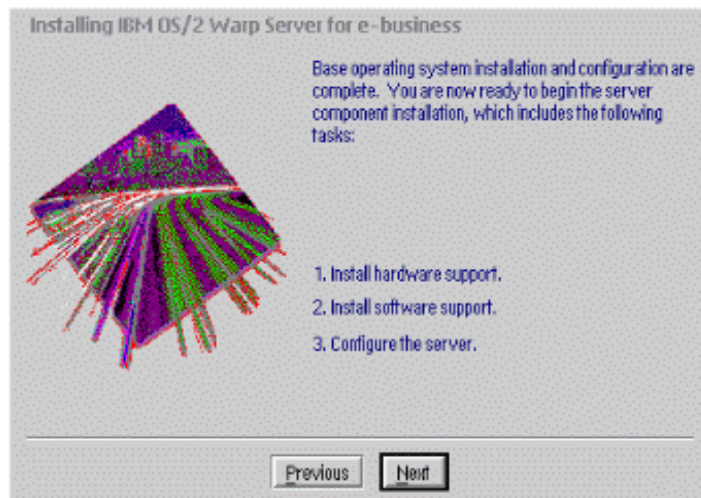 Installing IBM OS/2 Warp Server for e-business
Base operating system installation and configuration are
complete. You are now ready to begin the server
component installation, which includes the following
tasks:
1. Install hardware support.
2. Install software support.
3. Configure the server.
Previous
Next